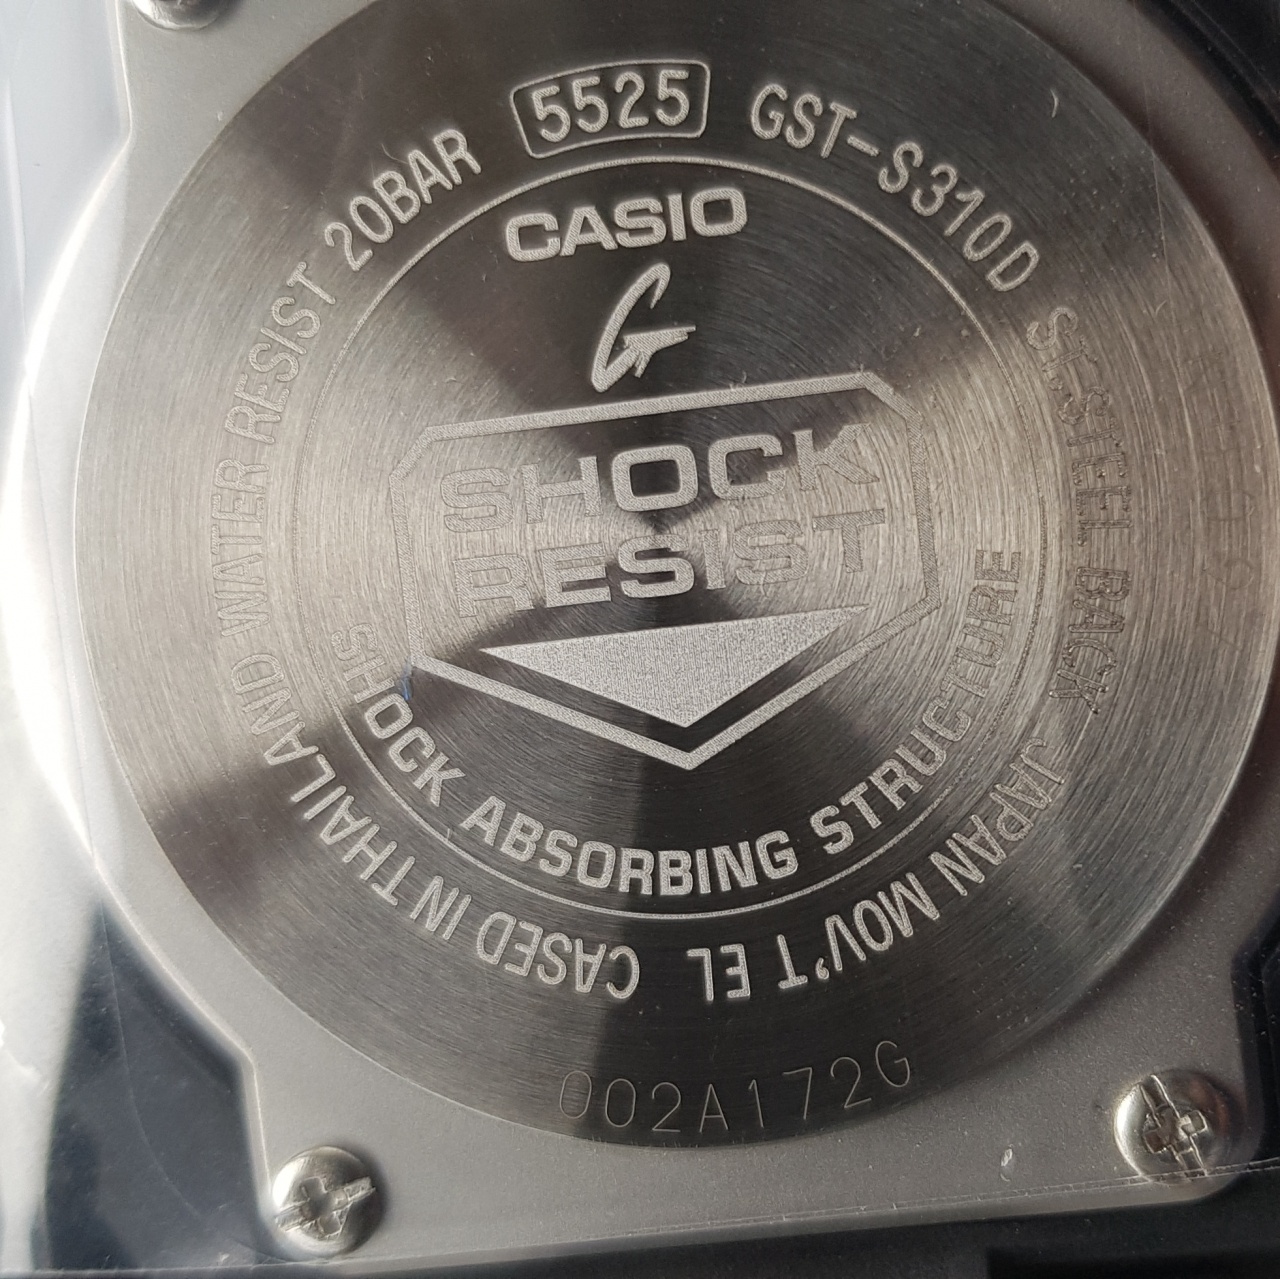 5525 GST-S310D ST.STEEL BACK JAPAN MOV'T EL CASED IN THAILAND WATER RESIST 20BAR
CASIO
G
SHOCK
RESIST
SHOCK ABSORBING STRUCTURE
002A172G